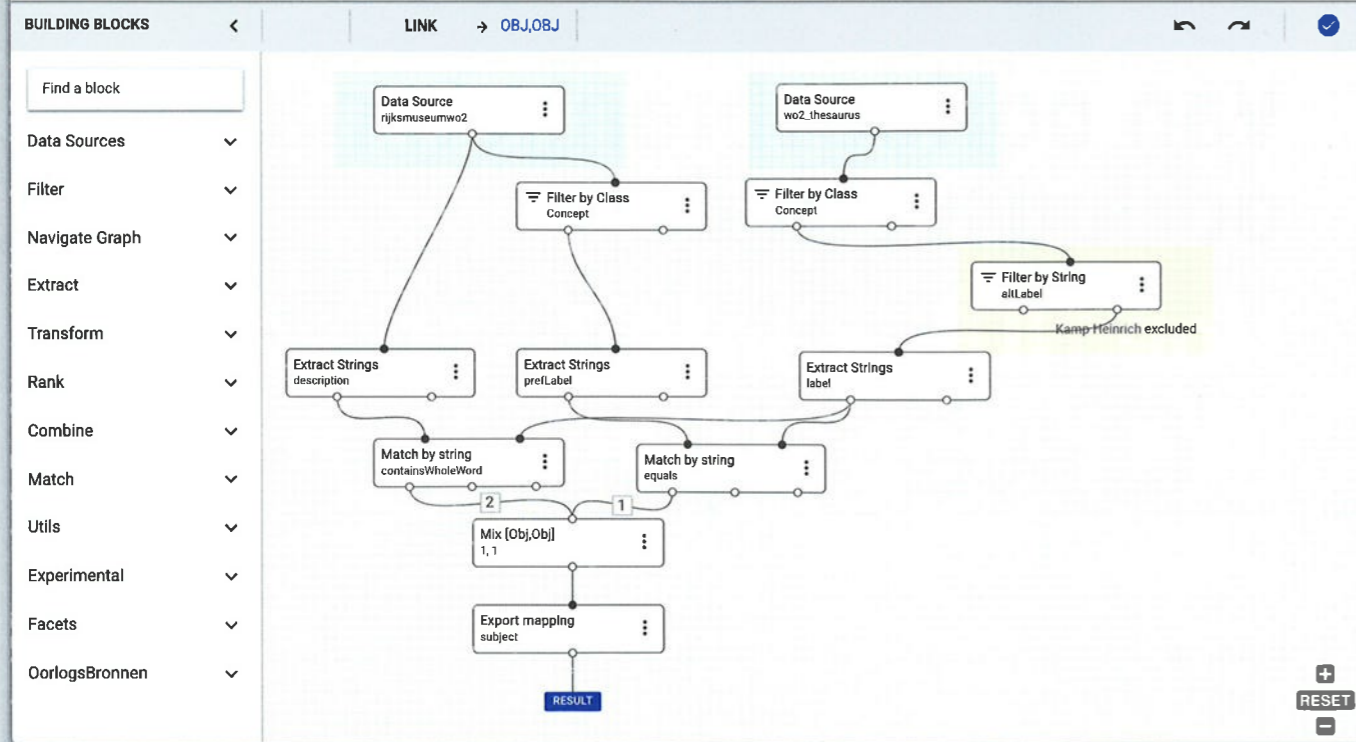 BUILDING BLOCKS
LINK → OBJ,OBJ
Find a block
Data Sources
Filter
Navigate Graph
Extract
Transform
Rank
Combine
Match
Utils
Experimental
Facets
OorlogsBronnen
Data Source
rijksmuseumwo2
Data Source
wo2_thesaurus
Filter by Class
Concept
Filter by Class
Concept
Filter by String
altLabel
Kamp Heinrich excluded
Extract Strings
description
Extract Strings
prefLabel
Extract Strings
label
Match by string
containsWholeWord
Match by string
equals
2
1
Mix [Obj,Obj]
1, 1
Export mapping
subject
RESULT
RESET